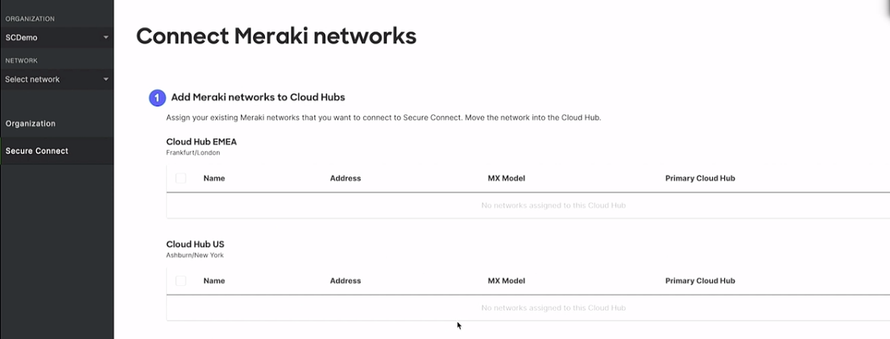 ORGANIZATION
SCDemo
NETWORK
Select network
Organization
Secure Connect
Connect Meraki networks
1 Add Meraki networks to Cloud Hubs
Assign your existing Meraki networks that you want to connect to Secure Connect. Move the network into the Cloud Hub.
Cloud Hub EMEA
Frankfurt/London
Name Address MX Model Primary Cloud Hub
No networks assigned to this Cloud Hub
Cloud Hub US
Ashburn/New York
Name Address MX Model Primary Cloud Hub
No networks assigned to this Cloud Hub